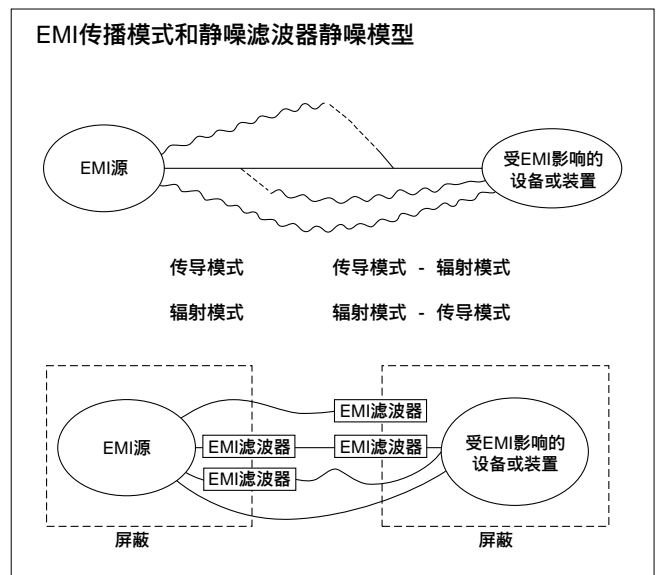 EMI传播模式和静噪滤波器静噪模型
EMI源
受EMI影响的
设备或装置
传导模式
传导模式 - 辐射模式
辐射模式
辐射模式 - 传导模式
EMI滤波器
EMI源
EMI滤波器
EMI滤波器
受EMI影响的
设备或装置
EMI滤波器
屏蔽
屏蔽